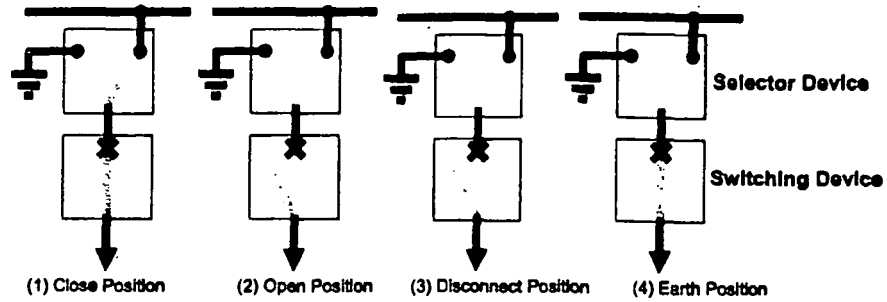 Selector Device
Switching Device
(1) Close Position
(2) Open Position
(3) Disconnect Position
(4) Earth Position